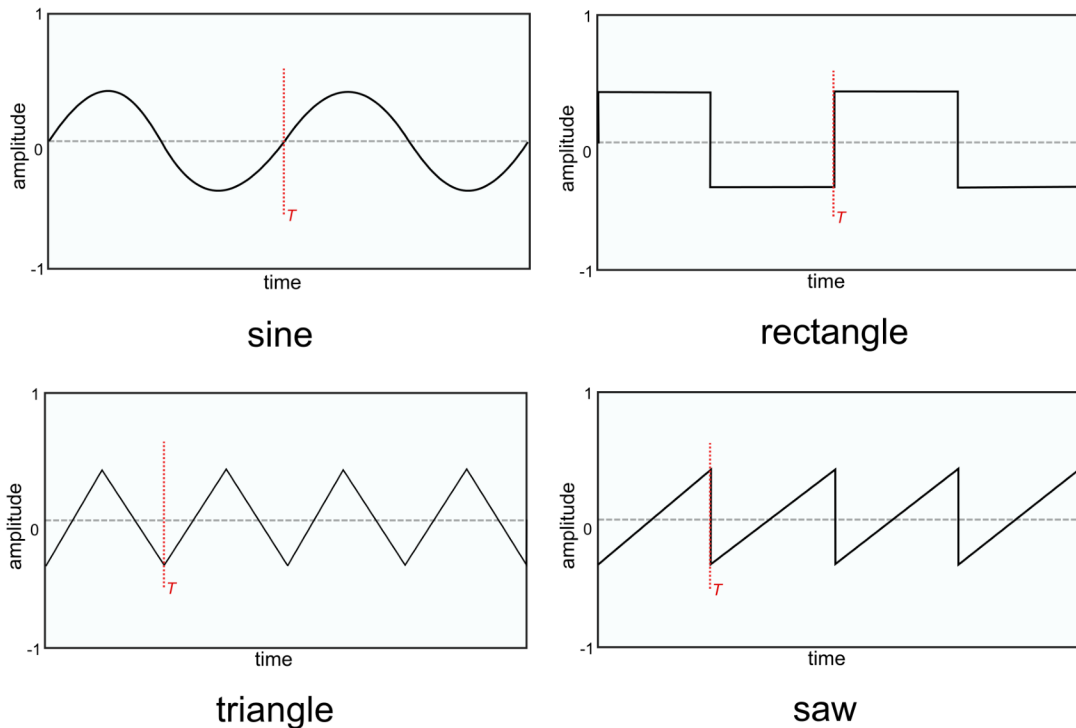 1
amplitude
0
T
-1
time
sine
1
amplitude
0
T
-1
time
rectangle
1
amplitude
0
T
-1
time
triangle
1
amplitude
0
T
-1
time
saw